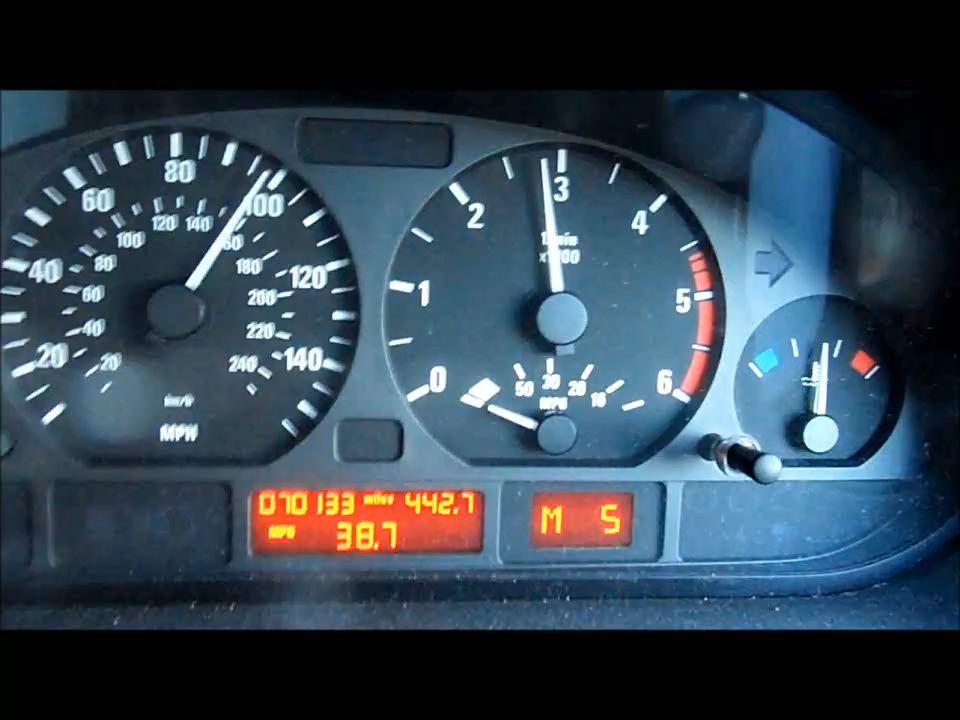 20 40 60 80 100 120 140
20 40 60 80 100 120 140 180 200 220 240
km/h
MPH
0 1 2 3 4 5 6
1/min
50 30 20 16
MPG
070133 miles 442.7
MPG 38.7
M 5